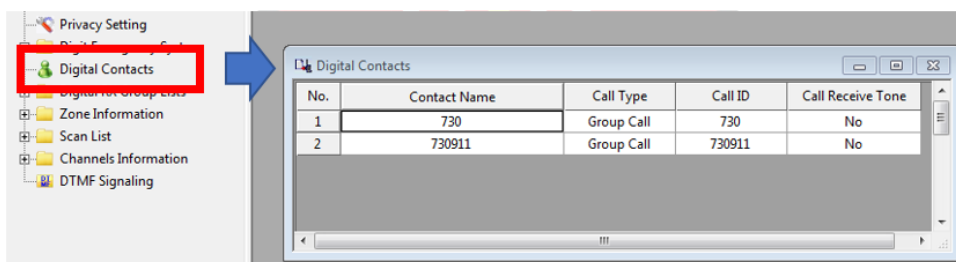 Privacy Setting
Digital Contacts
Zone Information
Scan List
Channels Information
DTMF Signaling
Digital Contacts
No. Contact Name Call Type Call ID Call Receive Tone
1 730 Group Call 730 No
2 730911 Group Call 730911 No